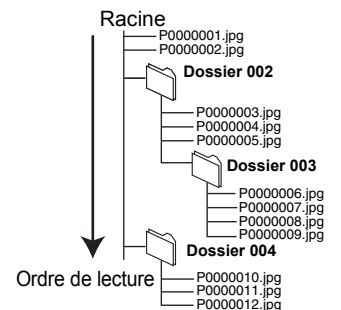 Racine
P0000001.jpg
P0000002.jpg
Dossier 002
P0000003.jpg
P0000004.jpg
P0000005.jpg
Dossier 003
P0000006.jpg
P0000007.jpg
P0000008.jpg
P0000009.jpg
Dossier 004
Ordre de lecture
P0000010.jpg
P0000011.jpg
P0000012.jpg